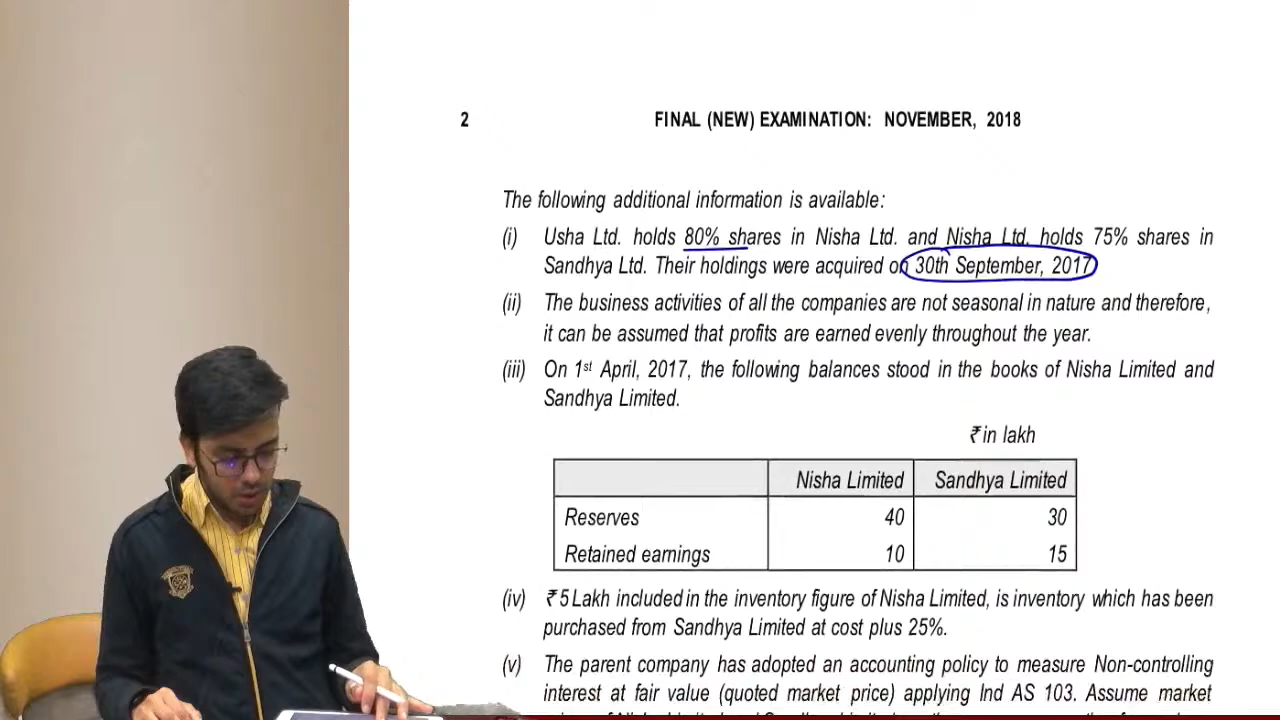 2 FINAL (NEW) EXAMINATION: NOVEMBER, 2018
The following additional information is available:
(i) Usha Ltd. holds 80% shares in Nisha Ltd. and Nisha Ltd. holds 75% shares in
Sandhya Ltd. Their holdings were acquired on 30th September, 2017
(ii) The business activities of all the companies are not seasonal in nature and therefore,
it can be assumed that profits are earned evenly throughout the year.
(iii) On 1st April, 2017, the following balances stood in the books of Nisha Limited and
Sandhya Limited.
₹ in lakh
Nisha Limited Sandhya Limited
Reserves 40 30
Retained earnings 10 15
(iv) ₹ 5 Lakh included in the inventory figure of Nisha Limited, is inventory which has been
purchased from Sandhya Limited at cost plus 25%.
(v) The parent company has adopted an accounting policy to measure Non-controlling
interest at fair value (quoted market price) applying Ind AS 103. Assume market